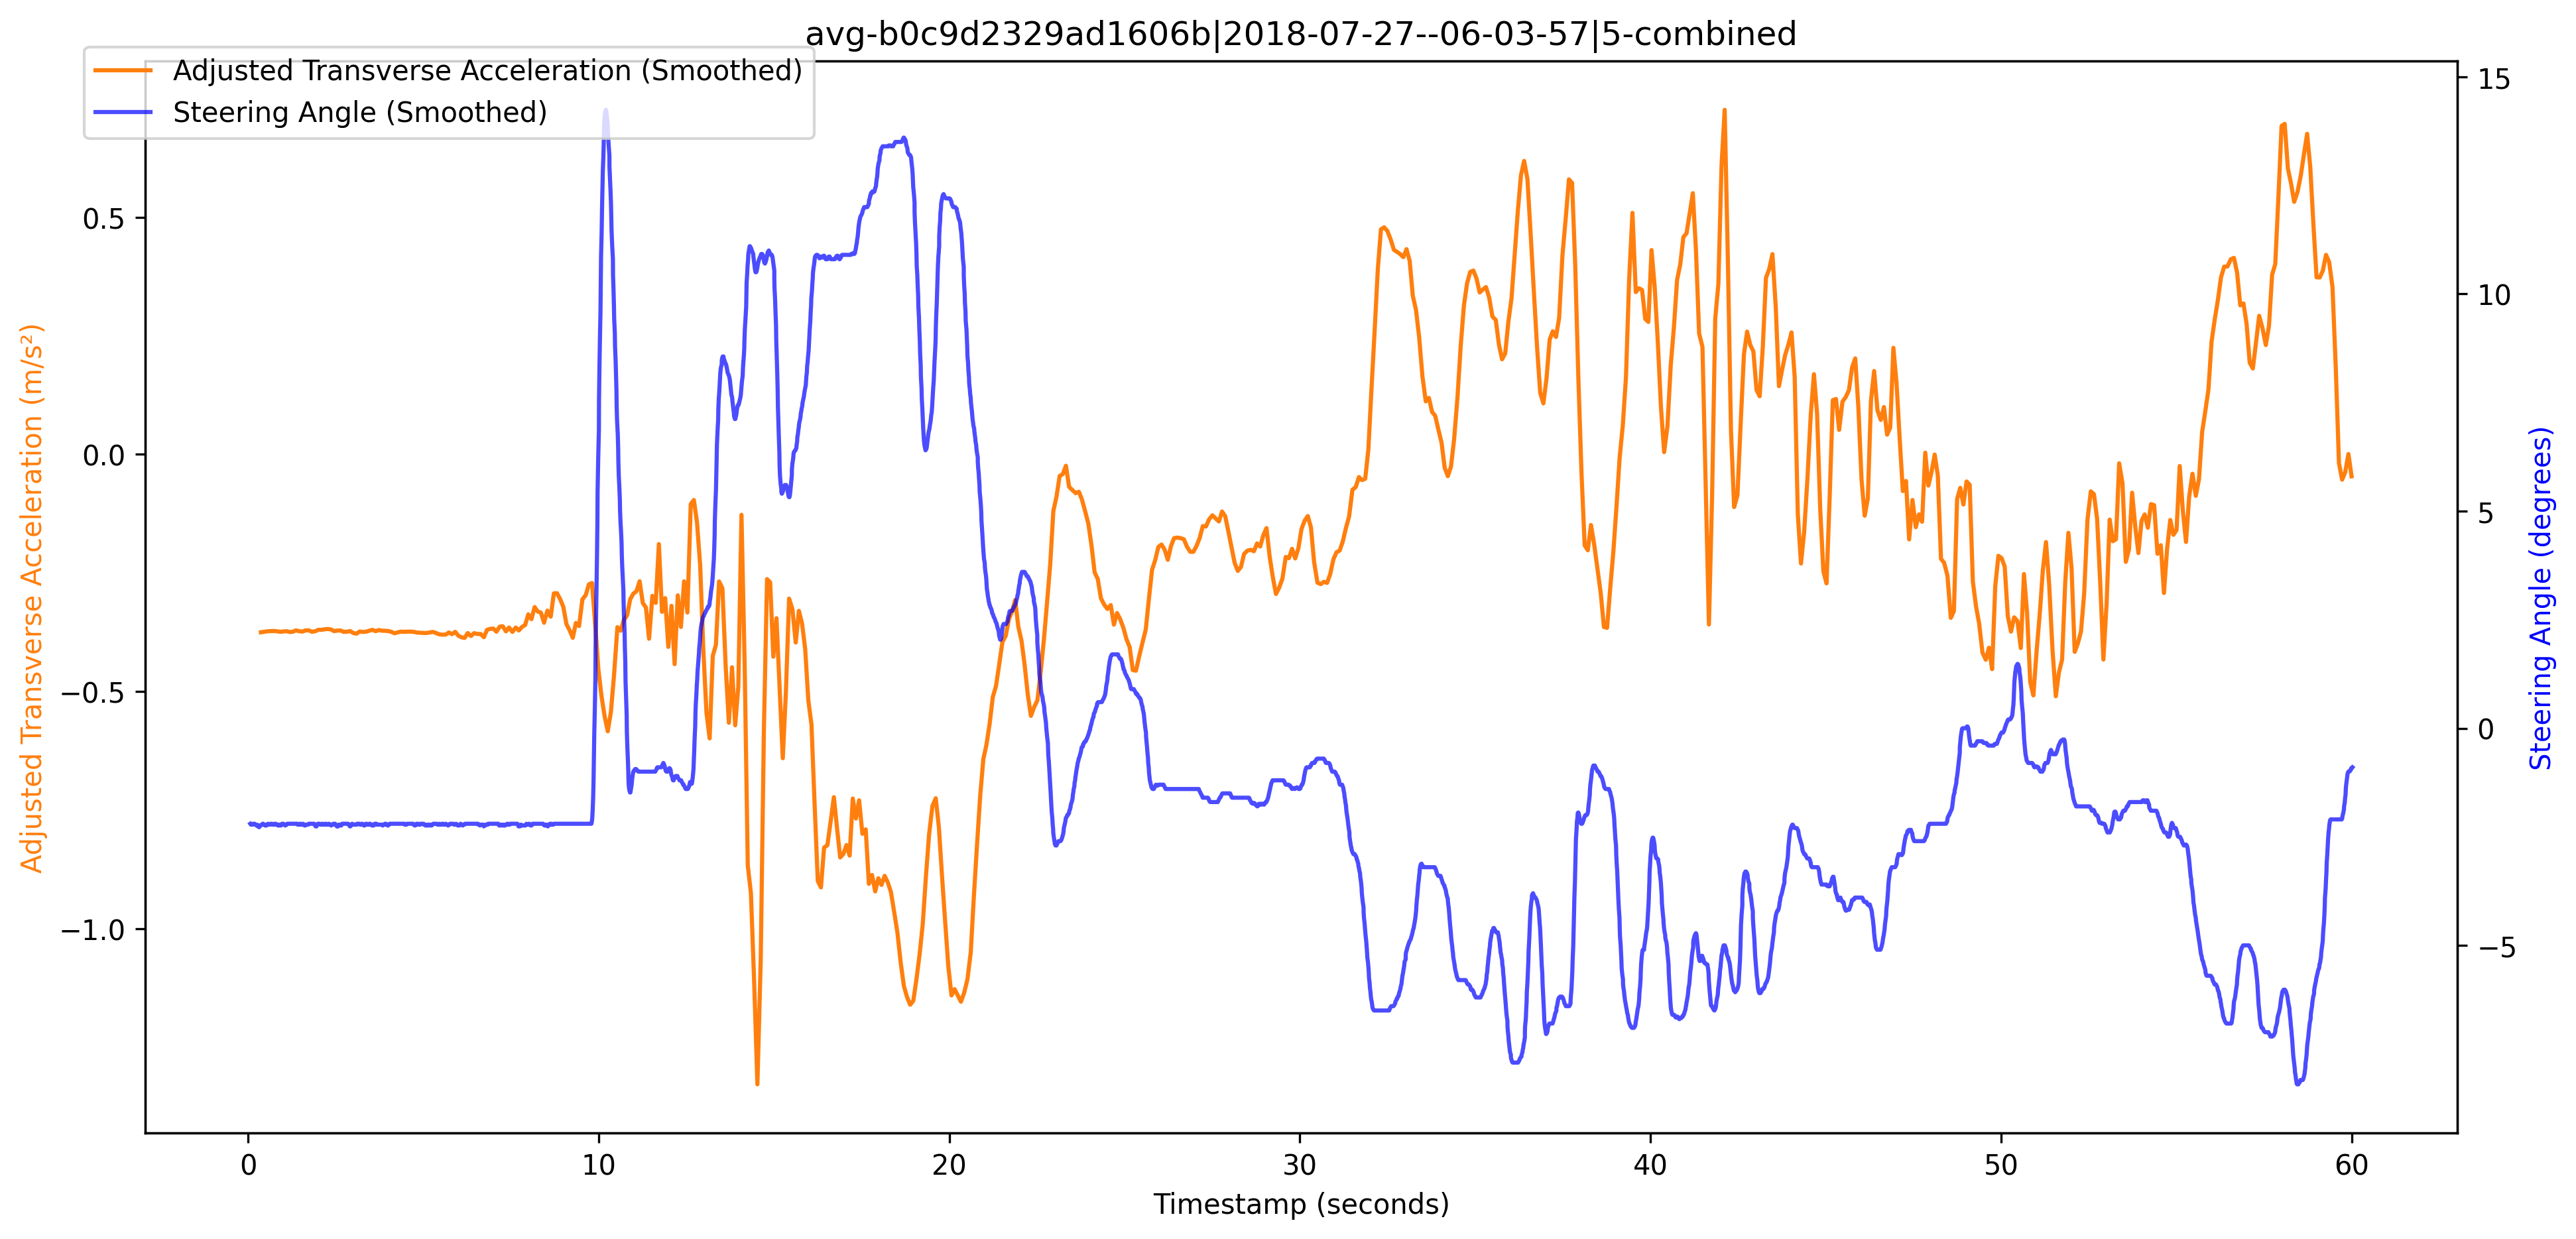 avg-b0c9d2329ad1606b|2018-07-27--06-03-57|5-combined
Adjusted Transverse Acceleration (Smoothed)
Steering Angle (Smoothed)
Adjusted Transverse Acceleration (m/s²)
0.5
0.0
−0.5
−1.0
15
10
5
0
−5
Steering Angle (degrees)
0 10 20 30 40 50 60
Timestamp (seconds)